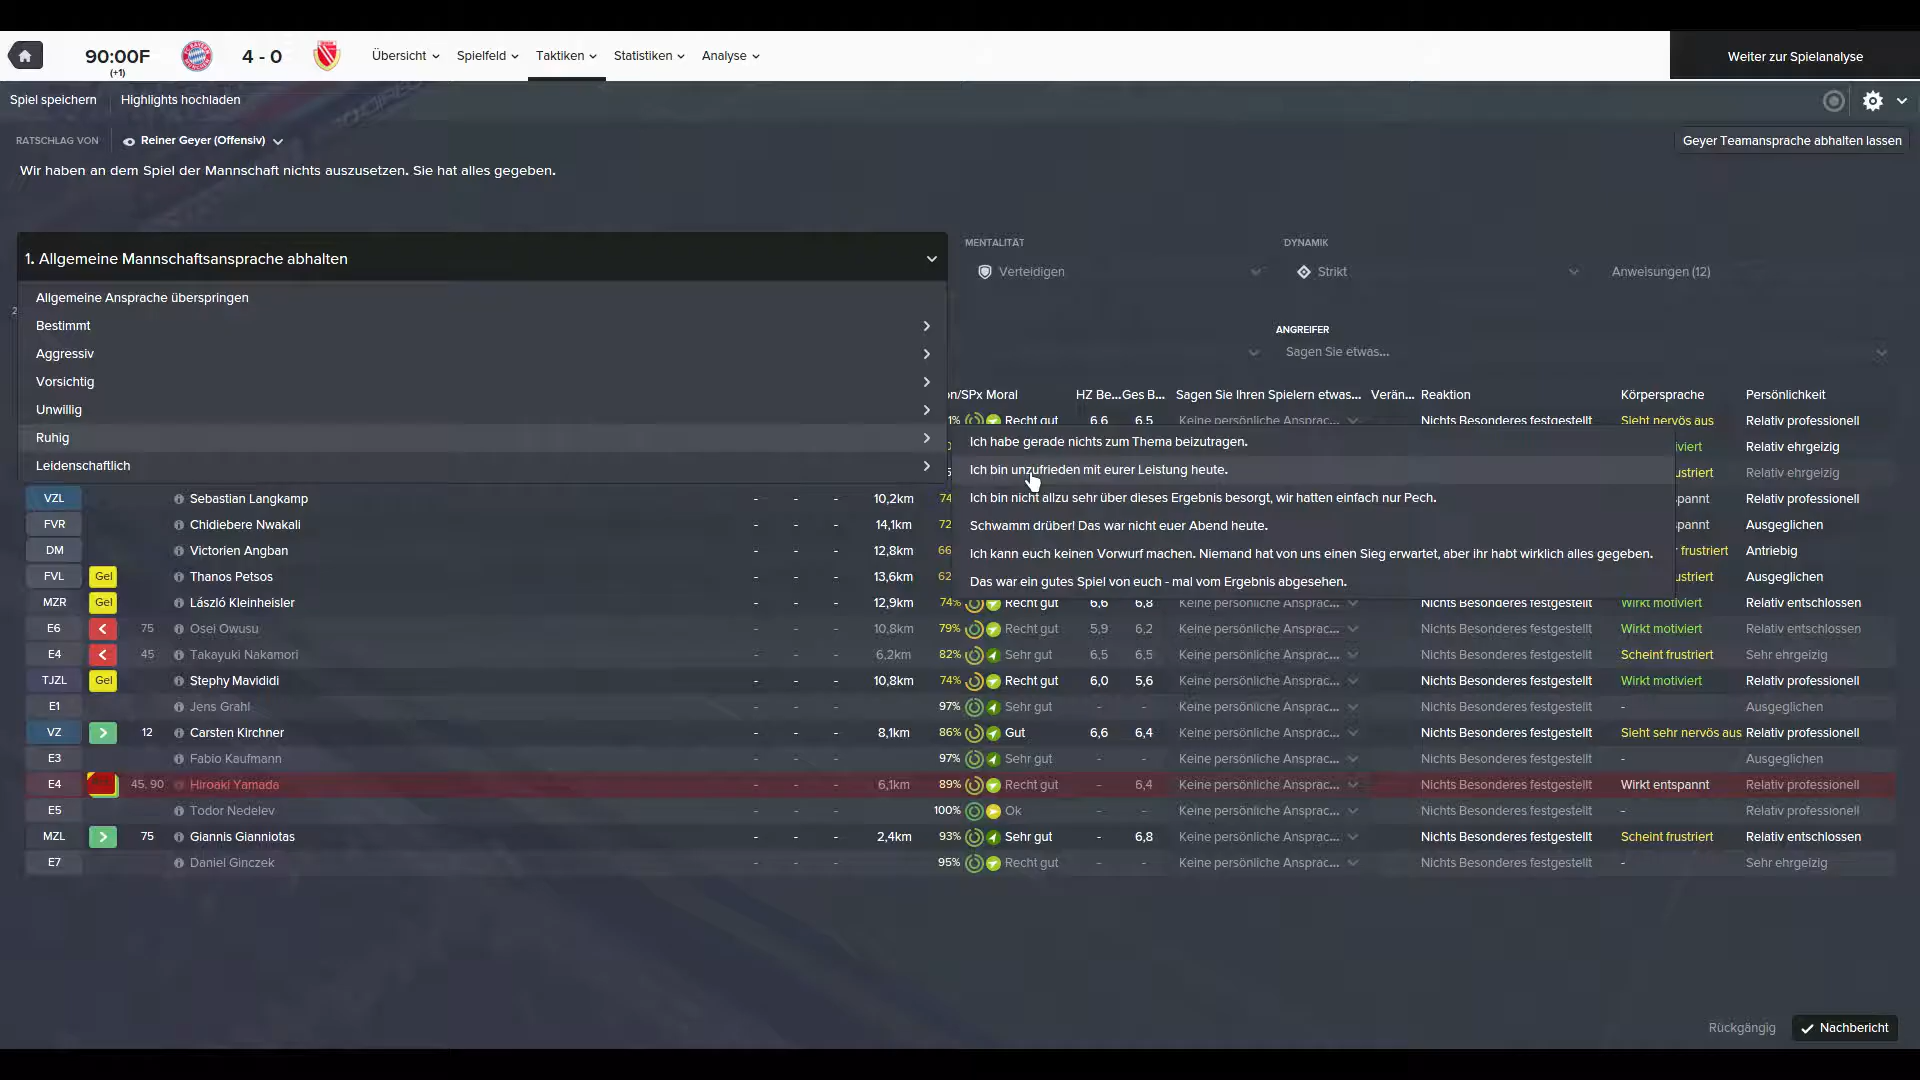 90:00F 4 - 0 Übersicht Spielfeld Taktiken Statistiken Analyse Weiter zur Spielanalyse
(+1)
Spiel speichern Highlights hochladen
RATSCHLAG VON Reiner Geyer (Offensiv) Geyer Teamansprache abhalten lassen
Wir haben an dem Spiel der Mannschaft nichts auszusetzen. Sie hat alles gegeben.
MENTALITÄT DYNAMIK
1. Allgemeine Mannschaftsansprache abhalten
Verteidigen Strikt Anweisungen (12)
Allgemeine Ansprache überspringen
Bestimmt
ANGREIFER
Aggressiv Sagen Sie etwas...
Vorsichtig
on/SPx Moral HZ Be... Ges B... Sagen Sie Ihren Spielern etwas... Verän... Reaktion Körpersprache Persönlichkeit
Unwillig
Recht gut 6,6 6,5 Keine persönliche Ansprac... Nichts Besonderes festgestellt Sieht nervös aus Relativ professionell
Ruhig
Ich habe gerade nichts zum Thema beizutragen. Relativ ehrgeizig
Leidenschaftlich
Ich bin unzufrieden mit eurer Leistung heute. Relativ ehrgeizig
VZL Sebastian Langkamp - - - 10,2km 74 Ich bin nicht allzu sehr über dieses Ergebnis besorgt, wir hatten einfach nur Pech. Relativ professionell
FVR Chidiebere Nwakali - - - 14,1km 72 Schwamm drüber! Das war nicht euer Abend heute. Ausgeglichen
DM Victorien Angban - - - 12,8km 66 Ich kann euch keinen Vorwurf machen. Niemand hat von uns einen Sieg erwartet, aber ihr habt wirklich alles gegeben. frustriert Antriebig
FVL Gel Thanos Petsos - - - 13,6km 62 Das war ein gutes Spiel von euch - mal vom Ergebnis abgesehen. Ausgeglichen
MZR Gel László Kleinheisler - - - 12,9km 74% Recht gut 6,6 6,8 Keine persönliche Ansprac... Nichts Besonderes festgestellt Wirkt motiviert Relativ entschlossen
E6 75 Osei Owusu - - - 10,8km 79% Recht gut 5,9 6,2 Keine persönliche Ansprac... Nichts Besonderes festgestellt Wirkt motiviert Relativ entschlossen
E4 45 Takayuki Nakamori - - - 6,2km 82% Sehr gut 6,5 6,5 Keine persönliche Ansprac... Nichts Besonderes festgestellt Scheint frustriert Sehr ehrgeizig
TJZL Gel Stephy Mavididi - - - 10,8km 74% Recht gut 6,0 5,6 Keine persönliche Ansprac... Nichts Besonderes festgestellt Wirkt motiviert Relativ professionell
E1 Jens Grahl - - - 97% Sehr gut - - Keine persönliche Ansprac... Nichts Besonderes festgestellt - Ausgeglichen
VZ 12 Carsten Kirchner - - - 8,1km 86% Gut 6,6 6,4 Keine persönliche Ansprac... Nichts Besonderes festgestellt Sieht sehr nervös aus Relativ professionell
E3 Fabio Kaufmann - - - 97% Sehr gut - - Keine persönliche Ansprac... Nichts Besonderes festgestellt - Ausgeglichen
E4 45, 90 Hiroaki Yamada - - - 6,1km 89% Recht gut - 6,4 Keine persönliche Ansprac... Nichts Besonderes festgestellt Wirkt entspannt Relativ professionell
E5 Todor Nedelev - - - 100% Ok - - Keine persönliche Ansprac... Nichts Besonderes festgestellt - Relativ professionell
MZL 75 Giannis Gianniotas - - - 2,4km 93% Sehr gut - 6,8 Keine persönliche Ansprac... Nichts Besonderes festgestellt Scheint frustriert Relativ entschlossen
E7 Daniel Ginczek - - - 95% Recht gut - - Keine persönliche Ansprac... Nichts Besonderes festgestellt - Sehr ehrgeizig
Rückgängig Nachbericht